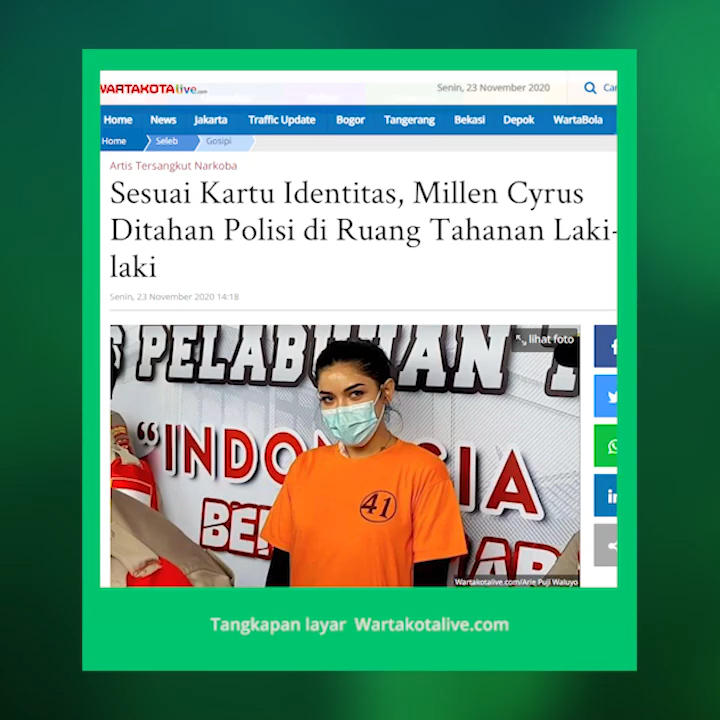 WARTAKOTAlive.com
Senin, 23 November 2020
Home News Jakarta Traffic Update Bogor Tangerang Bekasi Depok WartaBola
Home Seleb Gosipi
Artis Tersangkut Narkoba
Sesuai Kartu Identitas, Millen Cyrus
Ditahan Polisi di Ruang Tahanan Laki-
laki
Senin, 23 November 2020 14:18
lihat foto
PELABUHAN
"INDONESIA
41
Wartakotalive.com/Arie Puji Waluyo
Tangkapan layar Wartakotalive.com